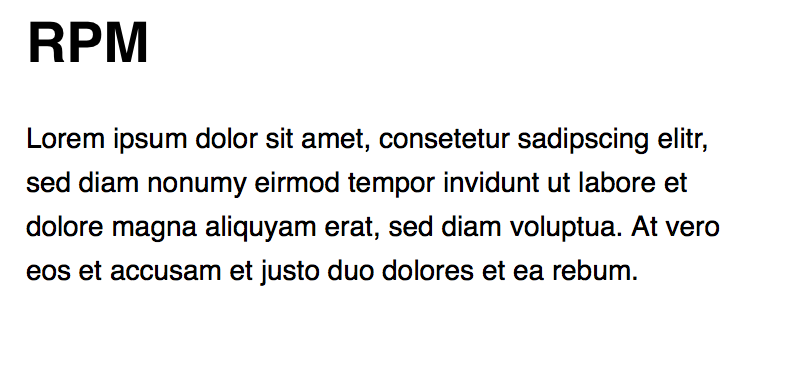 RPM
Lorem ipsum dolor sit amet, consetetur sadipscing elitr,
sed diam nonumy eirmod tempor invidunt ut labore et
dolore magna aliquyam erat, sed diam voluptua. At vero
eos et accusam et justo duo dolores et ea rebum.